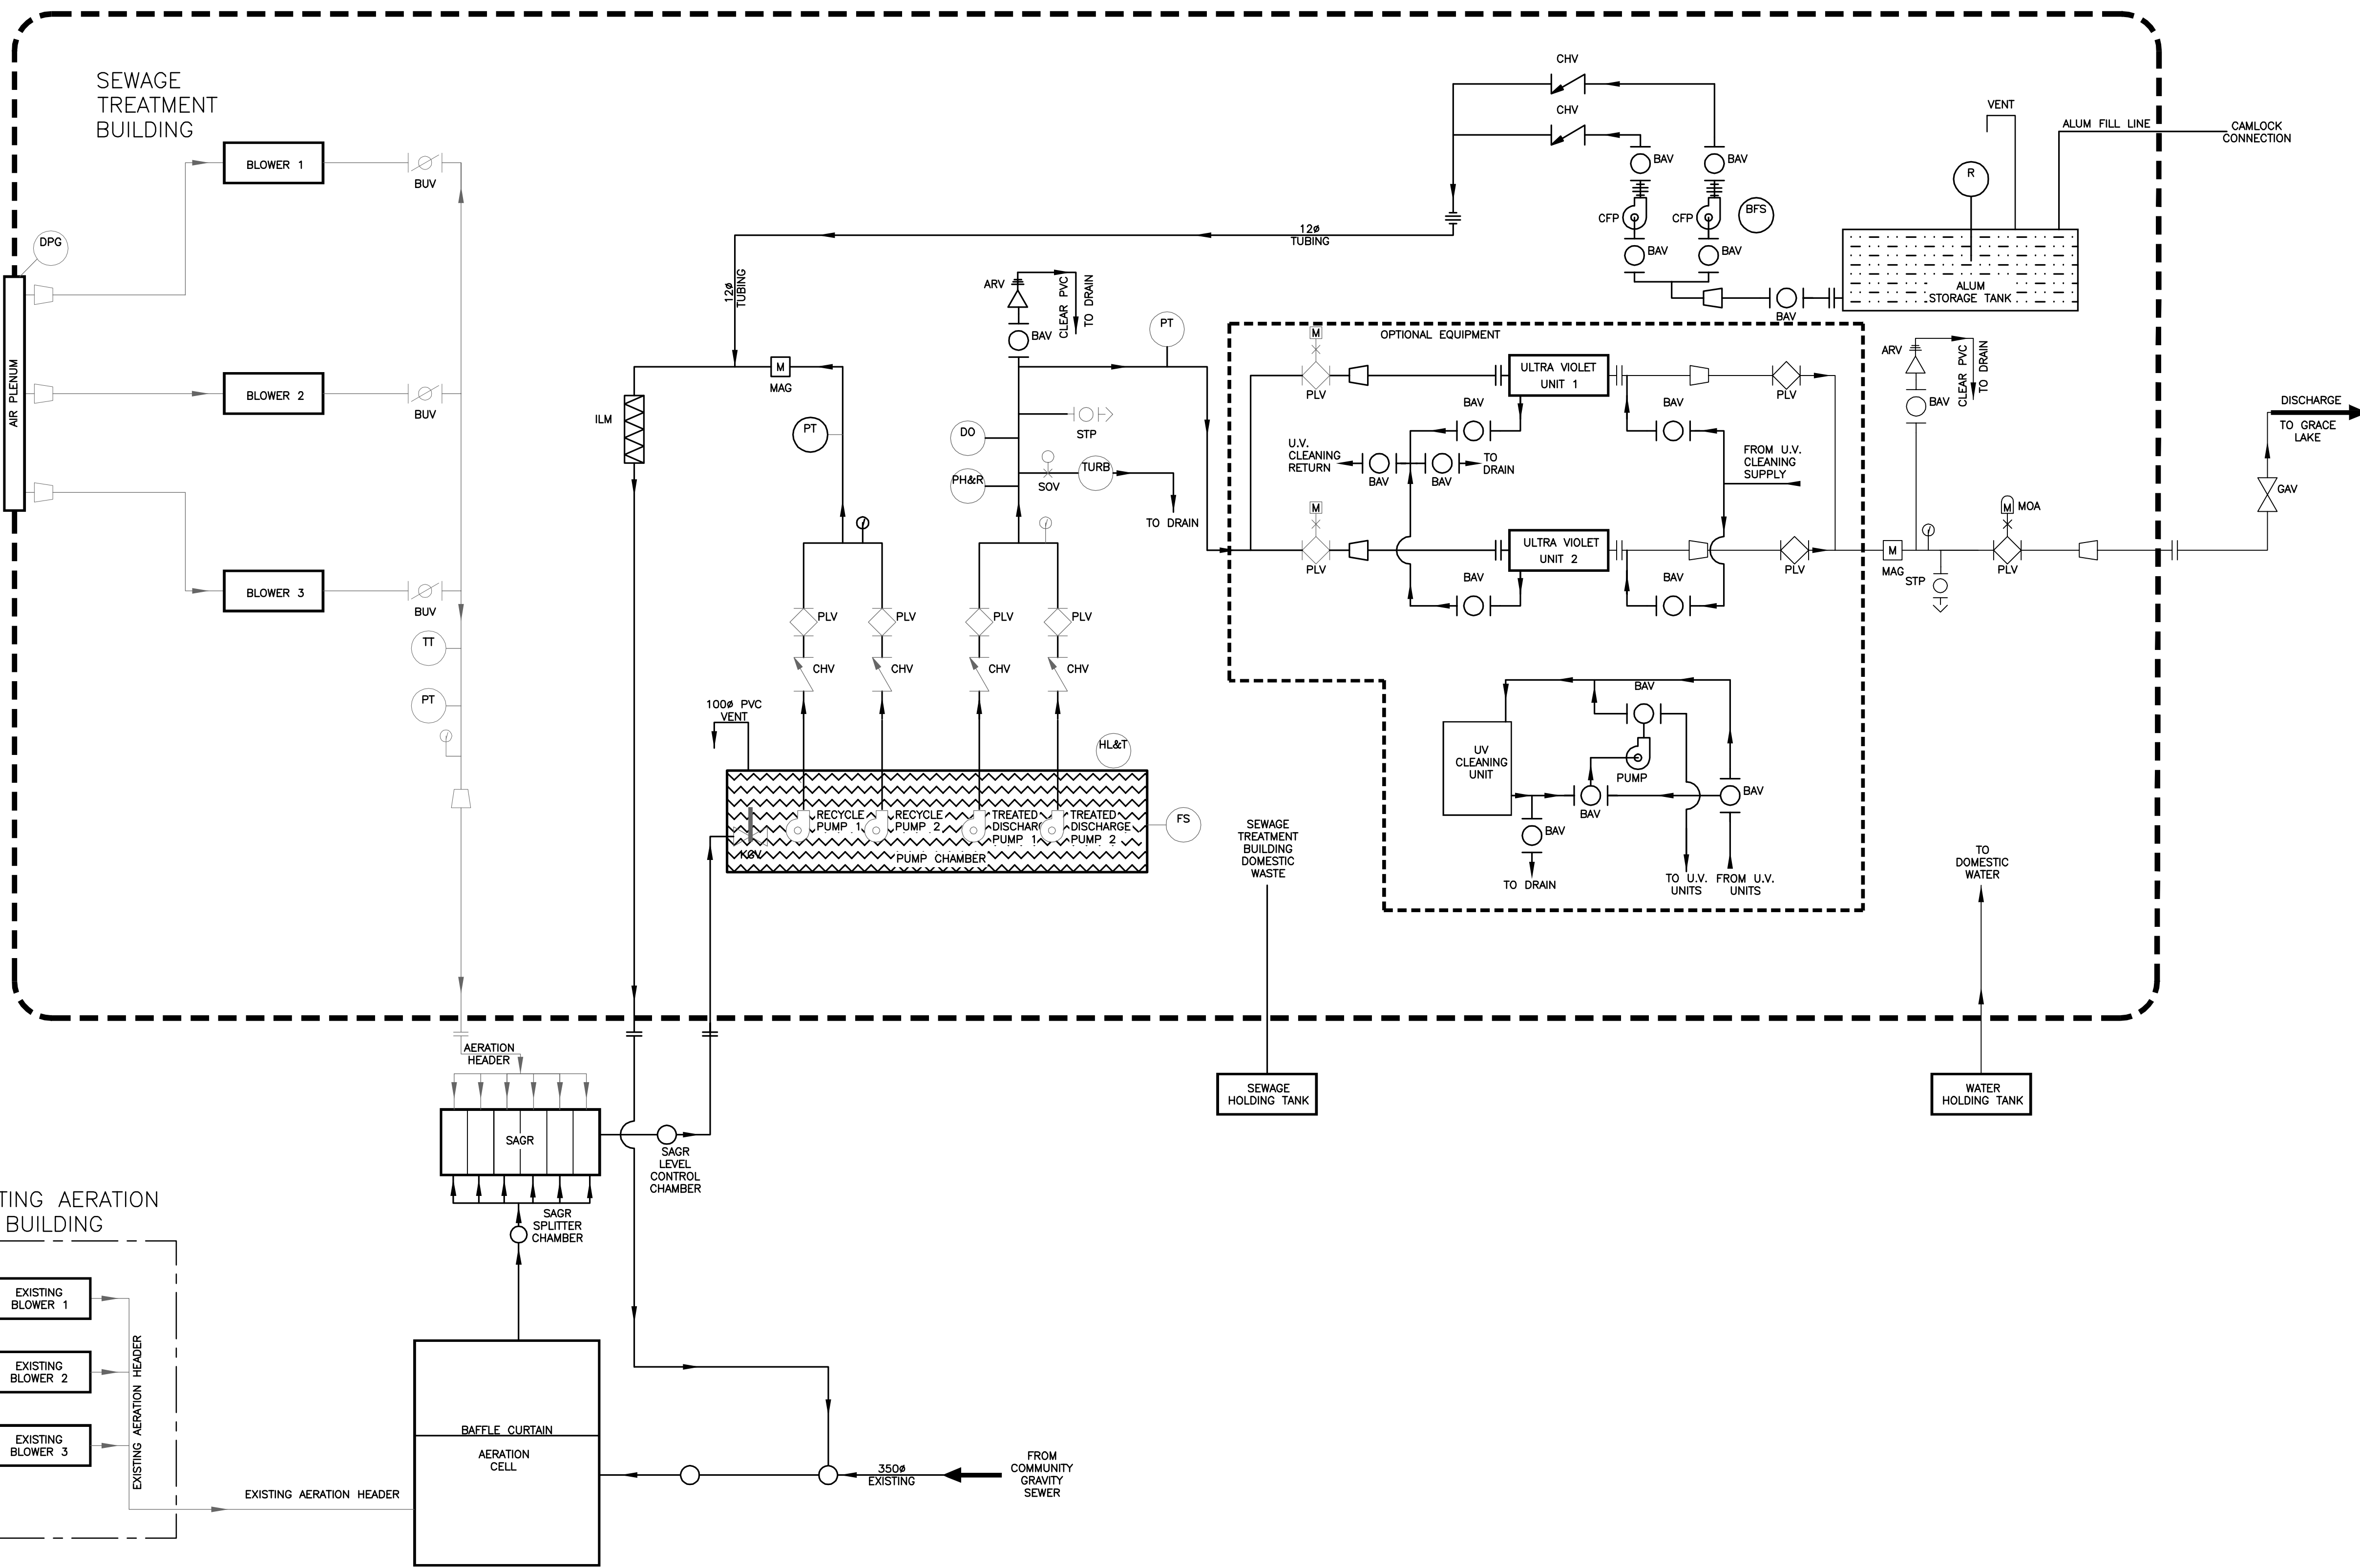 SEWAGE
TREATMENT
BUILDING
BLOWER 1
BUV
DPG
AIR PLENUM
BLOWER 2
BUV
BLOWER 3
BUV
TT
PT
CHV
CHV
BAV
BAV
CFP
CFP
BFS
BAV
BAV
BAV
R
VENT
ALUM FILL LINE
CAMLOCK
CONNECTION
ALUM
STORAGE TANK
12ø
TUBING
12ø
TUBING
M
MAG
ILM
PT
ARV
BAV
CLEAR PVC
TO DRAIN
PT
DO
STP
PH&R
SOV
TURB
TO DRAIN
PLV
PLV
PLV
PLV
CHV
CHV
CHV
CHV
100ø PVC
VENT
HL&T
FS
RECYCLE
PUMP 1
RECYCLE
PUMP 2
TREATED
DISCHARGE
PUMP 1
TREATED
DISCHARGE
PUMP 2
KGV
PUMP CHAMBER
OPTIONAL EQUIPMENT
M
PLV
ULTRA VIOLET
UNIT 1
PLV
BAV
BAV
U.V.
CLEANING
RETURN
BAV
BAV
TO
DRAIN
FROM U.V.
CLEANING
SUPPLY
M
PLV
ULTRA VIOLET
UNIT 2
PLV
BAV
BAV
UV
CLEANING
UNIT
BAV
PUMP
BAV
BAV
BAV
TO DRAIN
TO U.V.
UNITS
FROM U.V.
UNITS
ARV
BAV
CLEAR PVC
TO DRAIN
M
MAG
STP
M
MOA
PLV
GAV
DISCHARGE
TO GRACE
LAKE
SEWAGE
TREATMENT
BUILDING
DOMESTIC
WASTE
TO
DOMESTIC
WATER
SEWAGE
HOLDING TANK
WATER
HOLDING TANK
AERATION
HEADER
SAGR
SAGR
LEVEL
CONTROL
CHAMBER
SAGR
SPLITTER
CHAMBER
TING AERATION
BUILDING
EXISTING
BLOWER 1
EXISTING
BLOWER 2
EXISTING
BLOWER 3
EXISTING AERATION HEADER
EXISTING AERATION HEADER
BAFFLE CURTAIN
AERATION
CELL
350ø
EXISTING
FROM
COMMUNITY
GRAVITY
SEWER